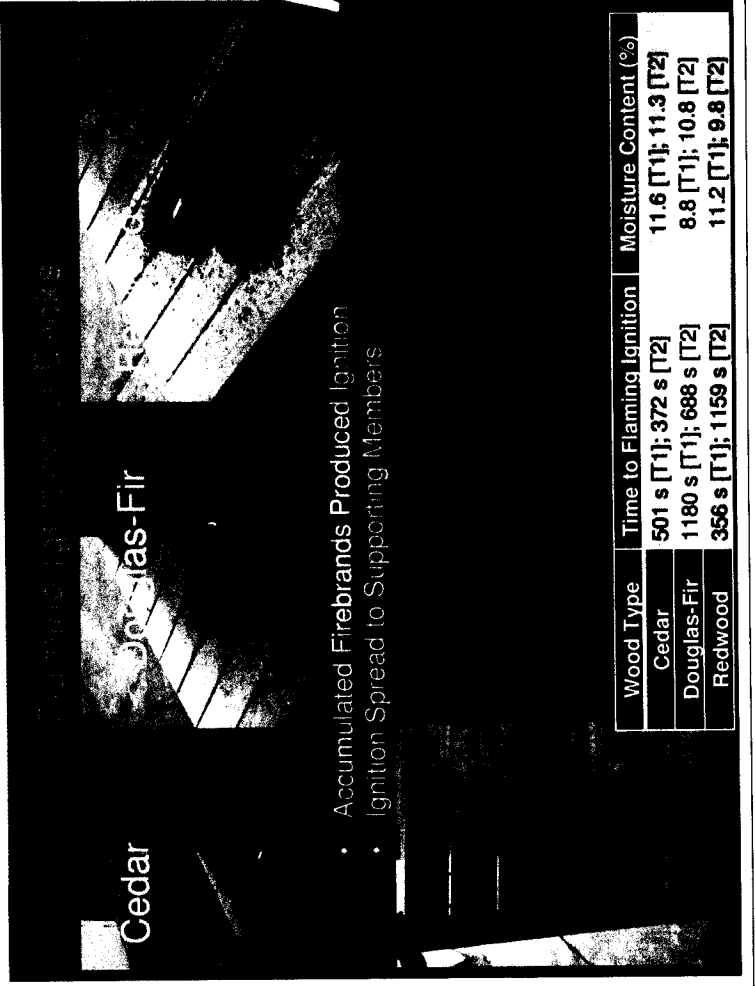 Cedar
Douglas-Fir
• Accumulated Firebrands Produced Ignition
• Ignition Spread to Supporting Members
Wood Type Time to Flaming Ignition Moisture Content (%)
Cedar 501 s [T1]; 372 s [T2] 11.6 [T1]; 11.3 [T2]
Douglas-Fir 1180 s [T1]; 688 s [T2] 8.8 [T1]; 10.8 [T2]
Redwood 356 s [T1]; 1159 s [T2] 11.2 [T1]; 9.8 [T2]